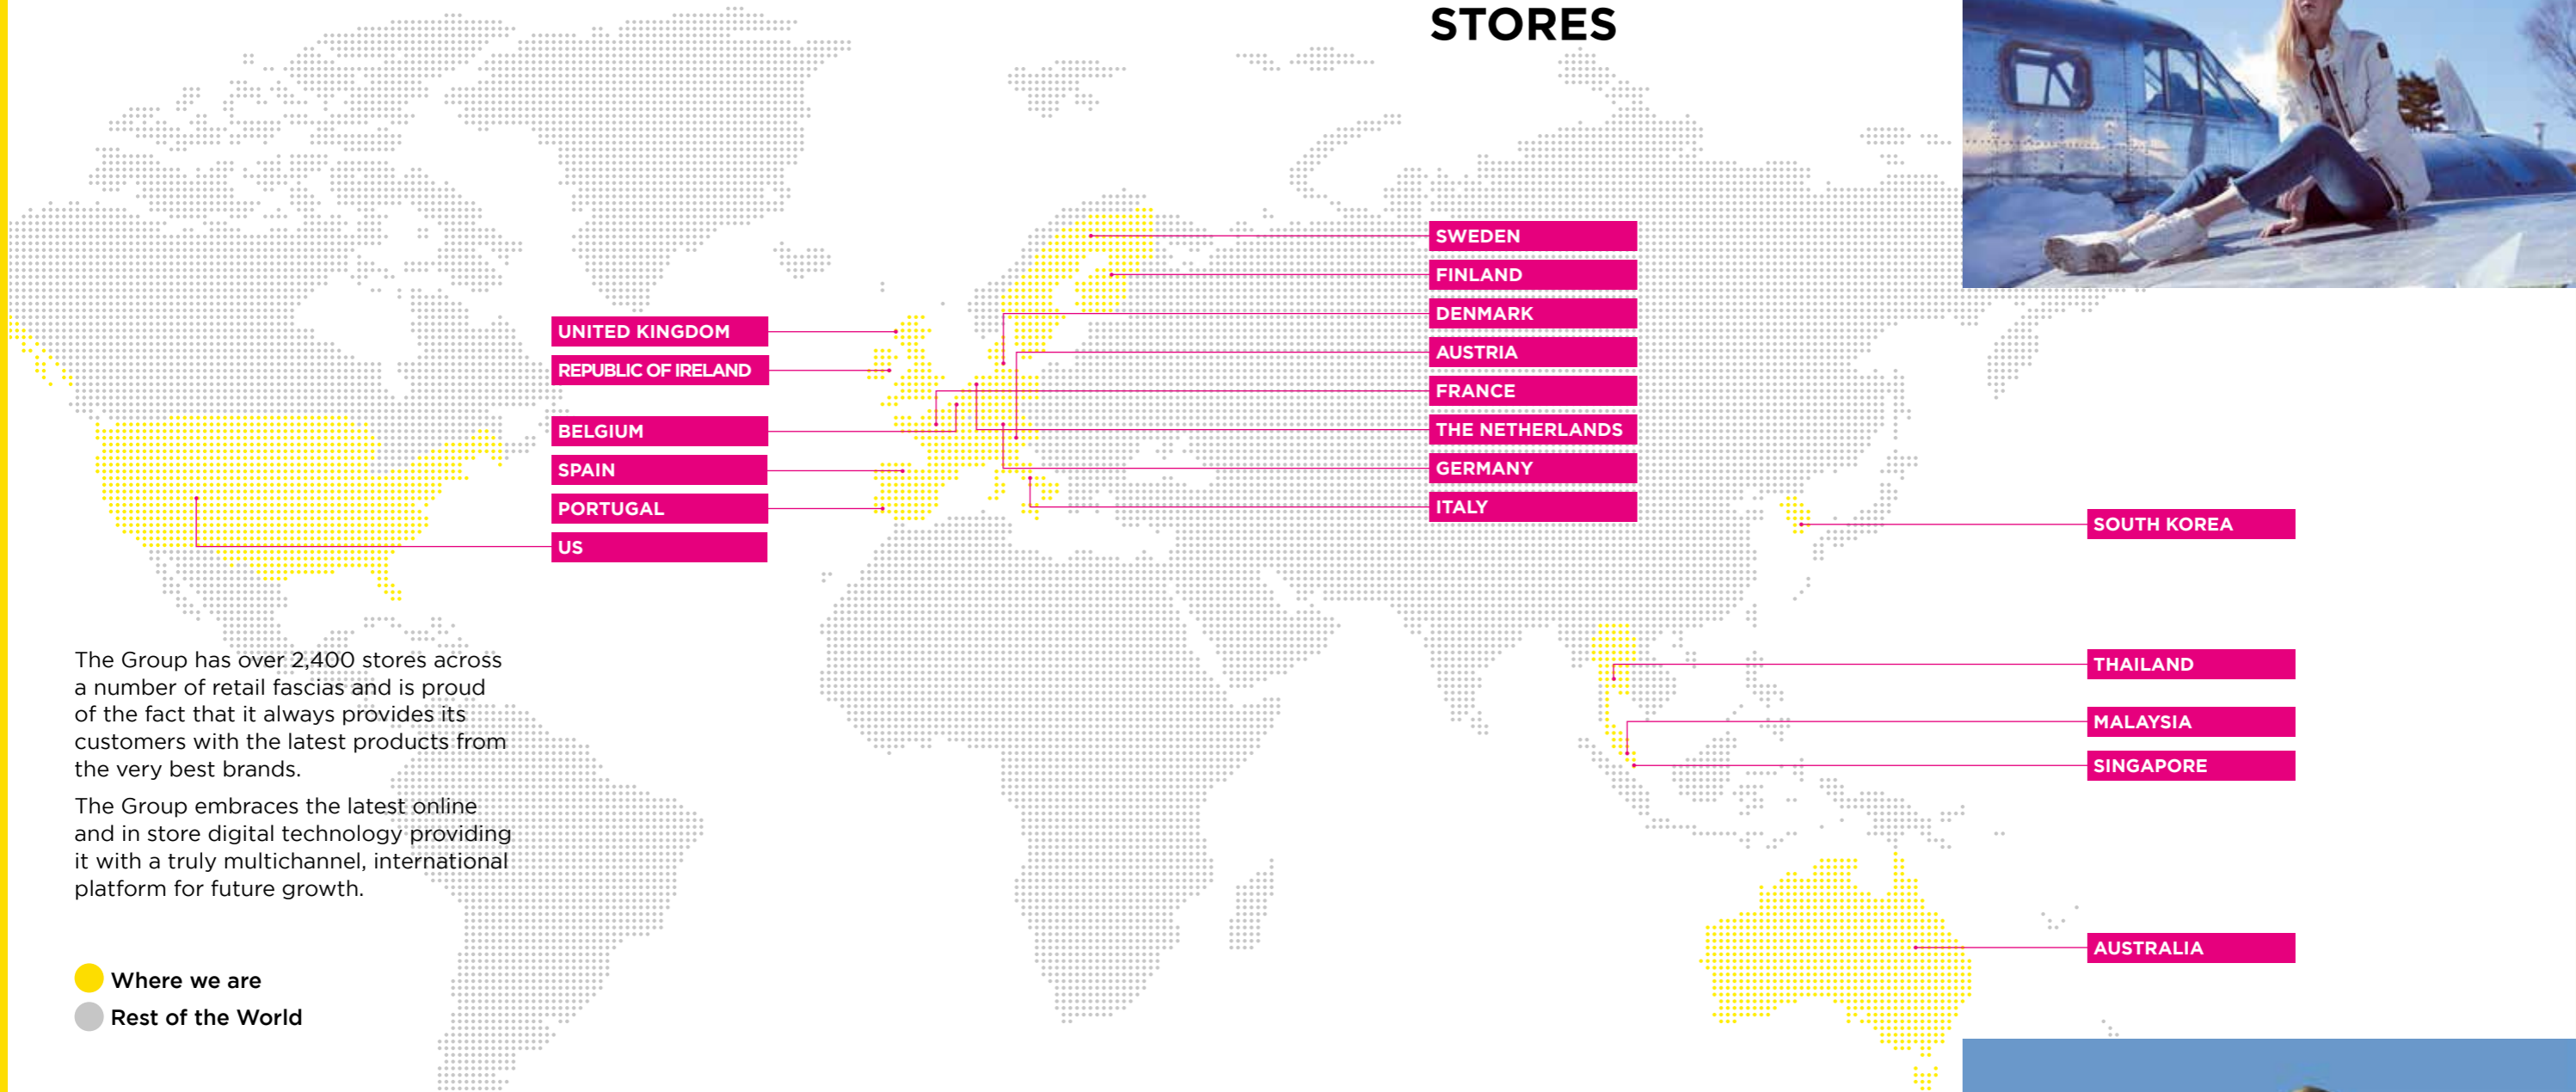 STORES
UNITED KINGDOM
REPUBLIC OF IRELAND
BELGIUM
SPAIN
PORTUGAL
US
SWEDEN
FINLAND
DENMARK
AUSTRIA
FRANCE
THE NETHERLANDS
GERMANY
ITALY
SOUTH KOREA
THAILAND
MALAYSIA
SINGAPORE
AUSTRALIA
The Group has over 2,400 stores across
a number of retail fascias and is proud
of the fact that it always provides its
customers with the latest products from
the very best brands.
The Group embraces the latest online
and in store digital technology providing
it with a truly multichannel, international
platform for future growth.
Where we are
Rest of the World